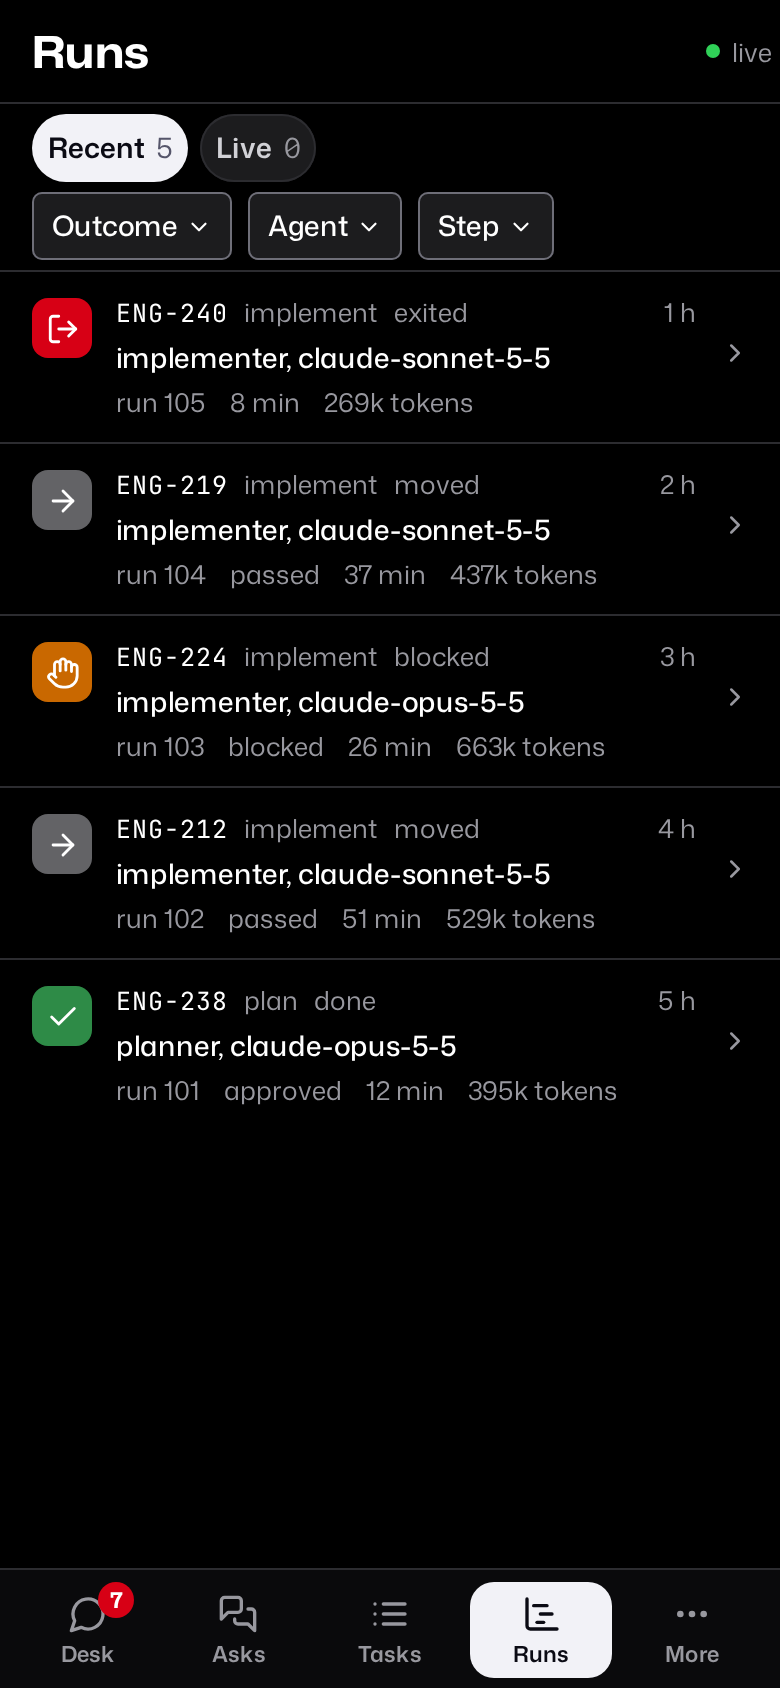 Runs
live
Recent 5 Live 0
Outcome Agent Step
ENG-240 implement exited 1 h
implementer, claude-sonnet-5-5
run 105 8 min 269k tokens
ENG-219 implement moved 2 h
implementer, claude-sonnet-5-5
run 104 passed 37 min 437k tokens
ENG-224 implement blocked 3 h
implementer, claude-opus-5-5
run 103 blocked 26 min 663k tokens
ENG-212 implement moved 4 h
implementer, claude-sonnet-5-5
run 102 passed 51 min 529k tokens
ENG-238 plan done 5 h
planner, claude-opus-5-5
run 101 approved 12 min 395k tokens
7
Desk Asks Tasks Runs More